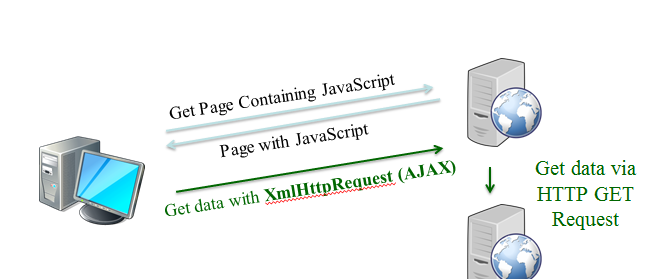 Get Page Containing JavaScript
Page with JavaScript
Get data with XmlHttpRequest (AJAX)
Get data via
HTTP GET
Request